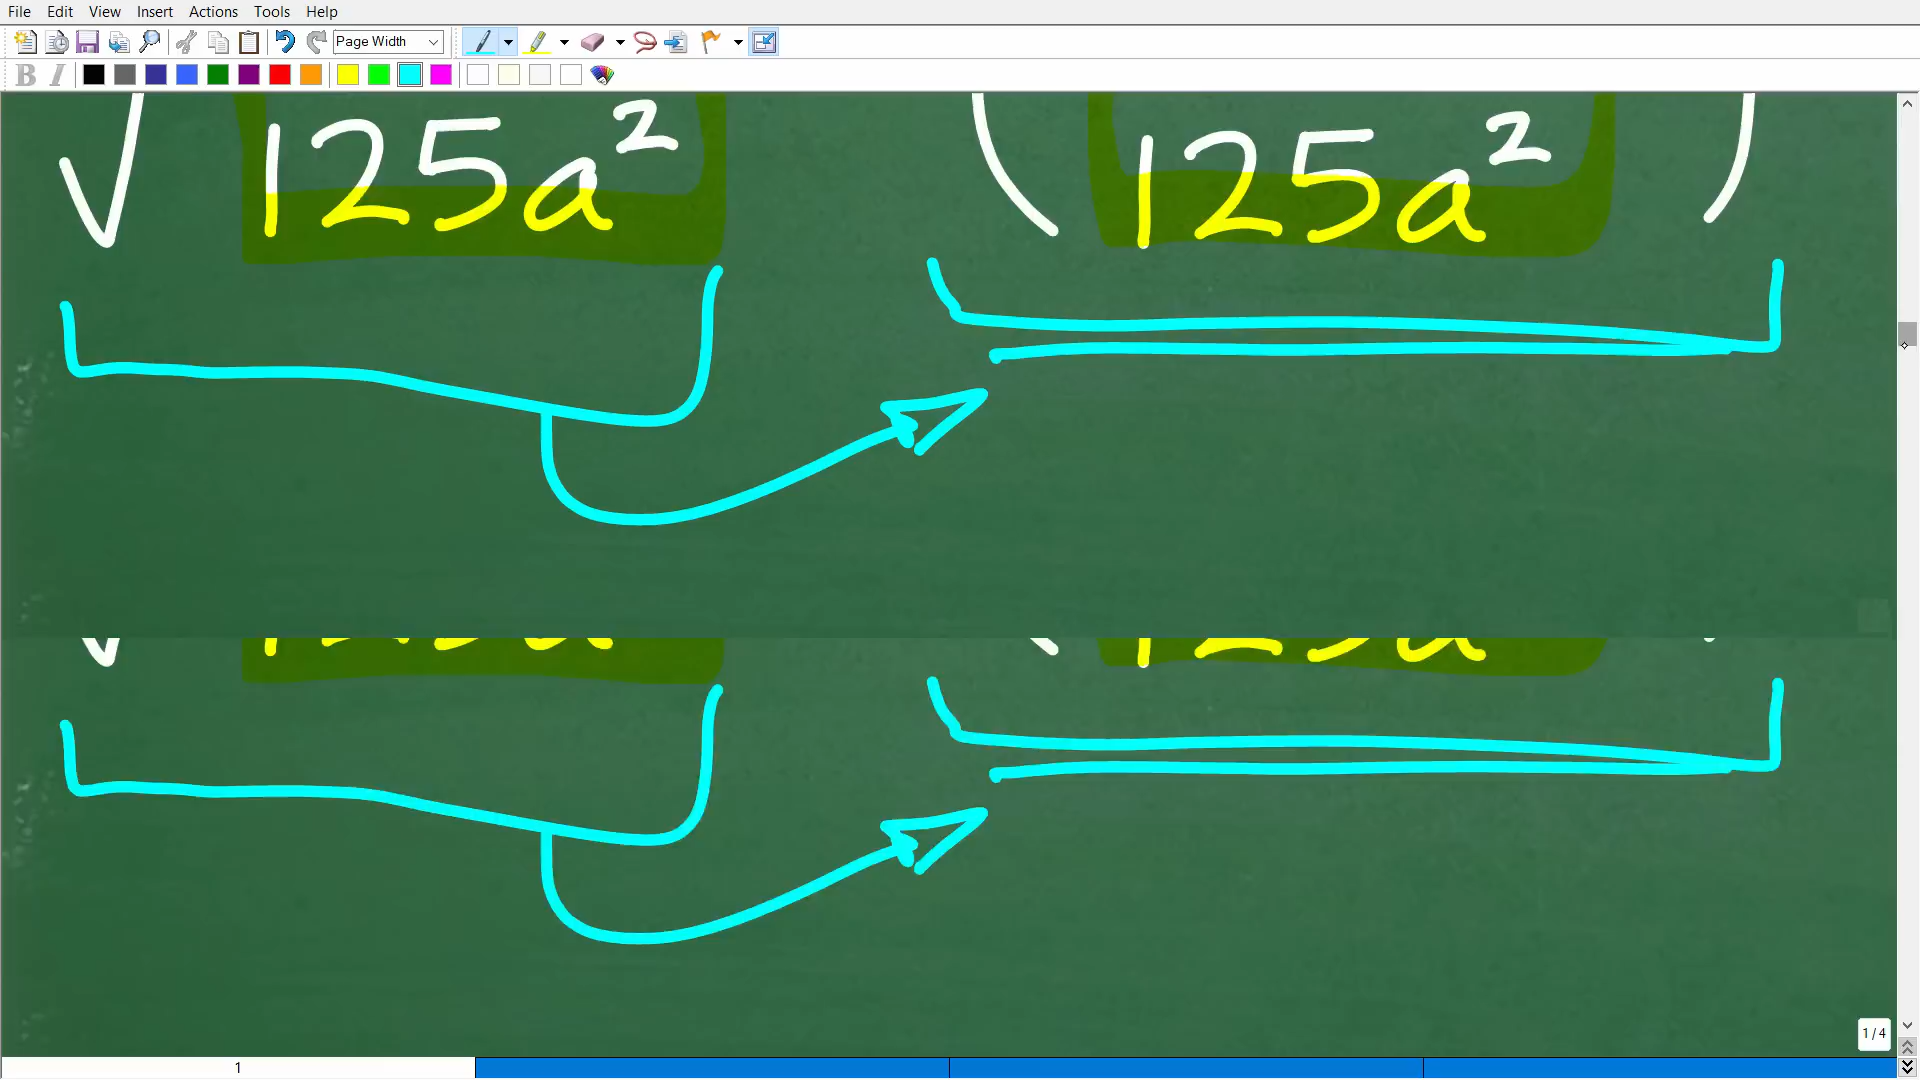 File Edit View Insert Actions Tools Help
Page Width
B I
√ 125a² ( 125a² )
1 / 4
1